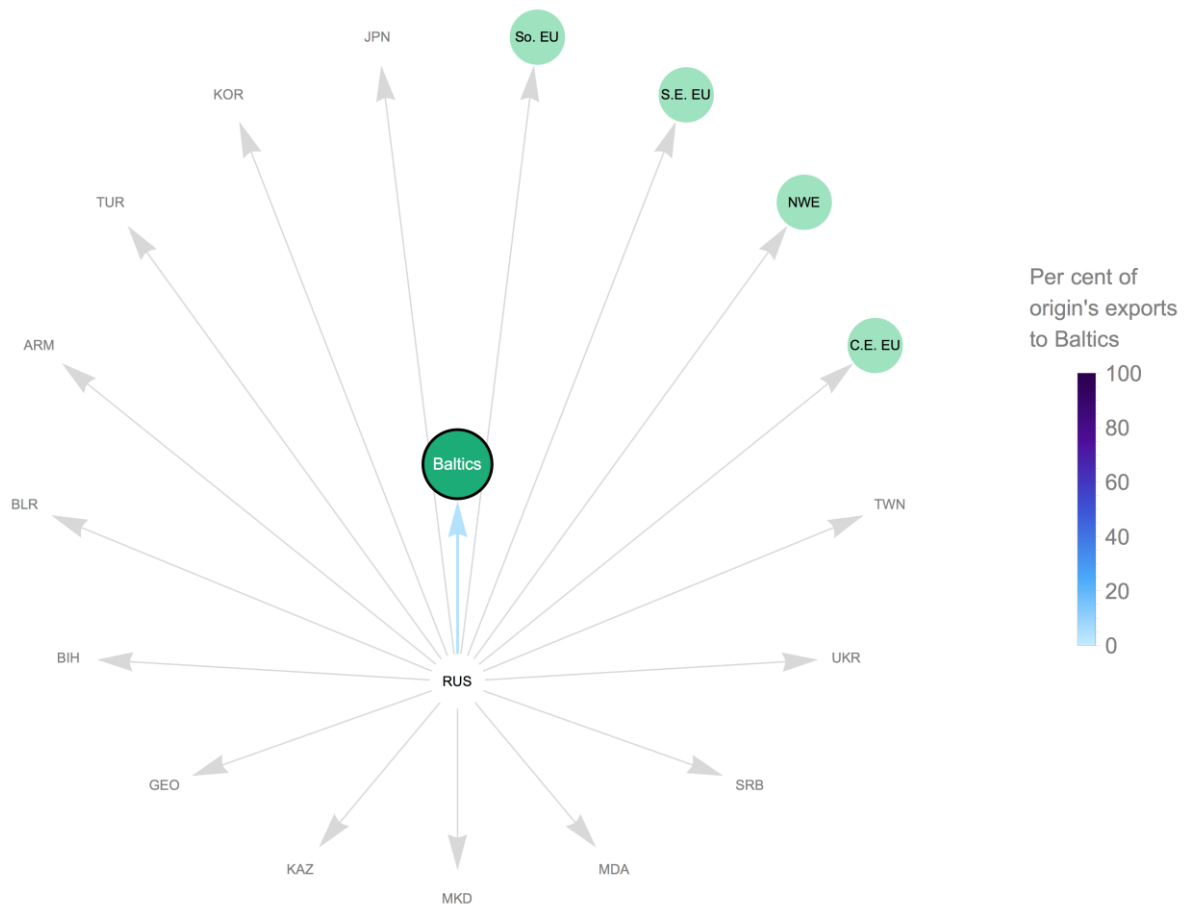 JPN
So. EU
KOR
S.E. EU
TUR
NWE
Per cent of
origin's exports
to Baltics
ARM
C.E. EU
100
80
60
40
20
0
Baltics
BLR
TWN
BIH
RUS
UKR
GEO
SRB
KAZ
MKD
MDA